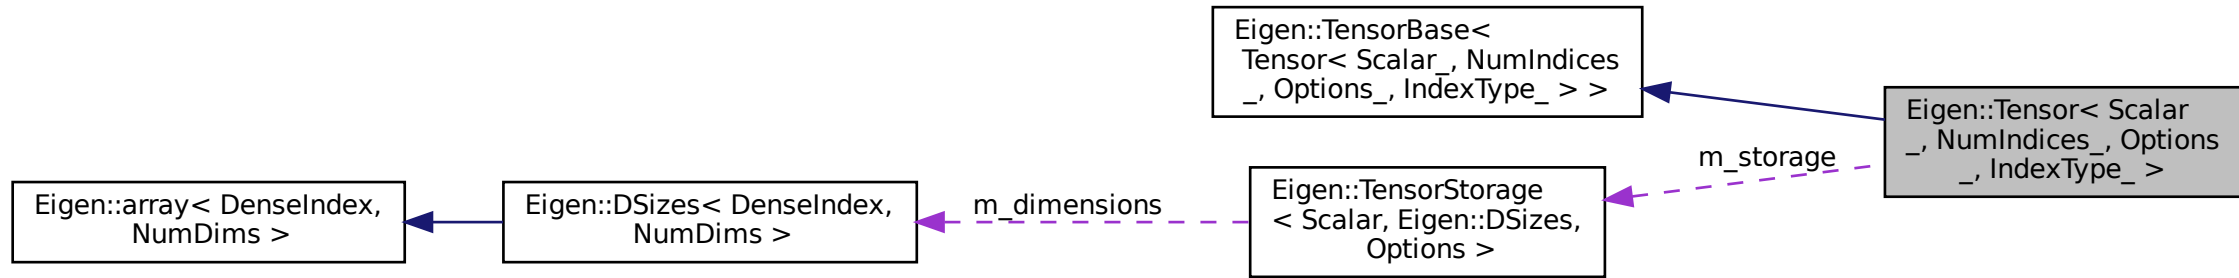 Eigen::TensorBase<
Tensor< Scalar_, NumIndices
_, Options_, IndexType_ > >
Eigen::Tensor< Scalar
_, NumIndices_, Options
_, IndexType_ >
m_storage
Eigen::array< DenseIndex,
NumDims >
Eigen::DSizes< DenseIndex,
NumDims >
m_dimensions
Eigen::TensorStorage
< Scalar, Eigen::DSizes,
Options >